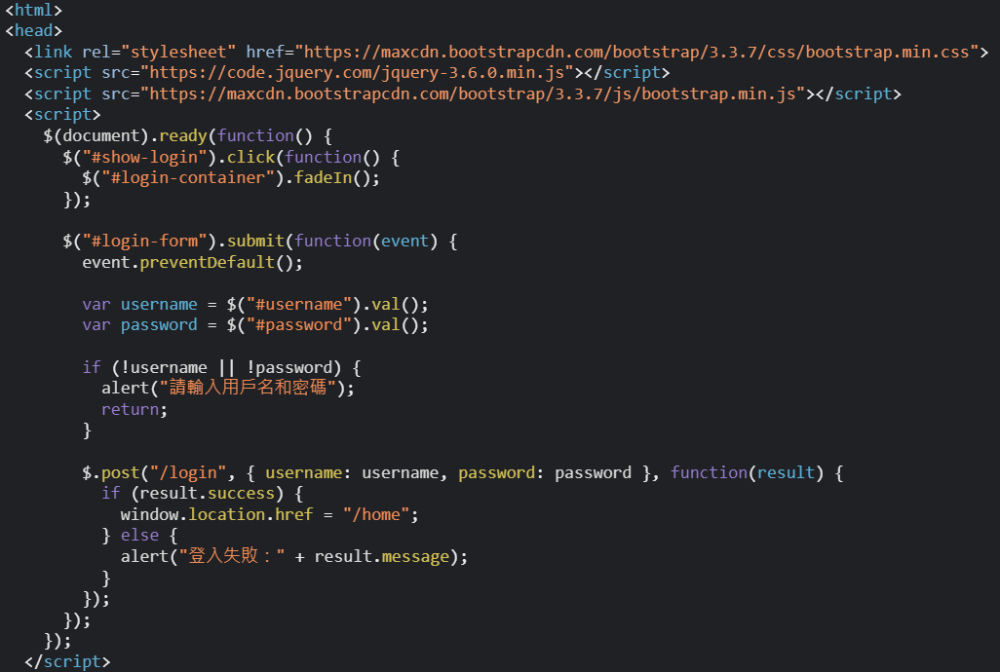 <html>
<head>
  <link rel="stylesheet" href="https://maxcdn.bootstrapcdn.com/bootstrap/3.3.7/css/bootstrap.min.css">
  <script src="https://code.jquery.com/jquery-3.6.0.min.js"></script>
  <script src="https://maxcdn.bootstrapcdn.com/bootstrap/3.3.7/js/bootstrap.min.js"></script>
  <script>
    $(document).ready(function() {
      $("#show-login").click(function() {
        $("#login-container").fadeIn();
      });

      $("#login-form").submit(function(event) {
        event.preventDefault();

        var username = $("#username").val();
        var password = $("#password").val();

        if (!username || !password) {
          alert("請輸入用戶名和密碼");
          return;
        }

        $.post("/login", { username: username, password: password }, function(result) {
          if (result.success) {
            window.location.href = "/home";
          } else {
            alert("登入失敗：" + result.message);
          }
        });
      });
    });
  </script>